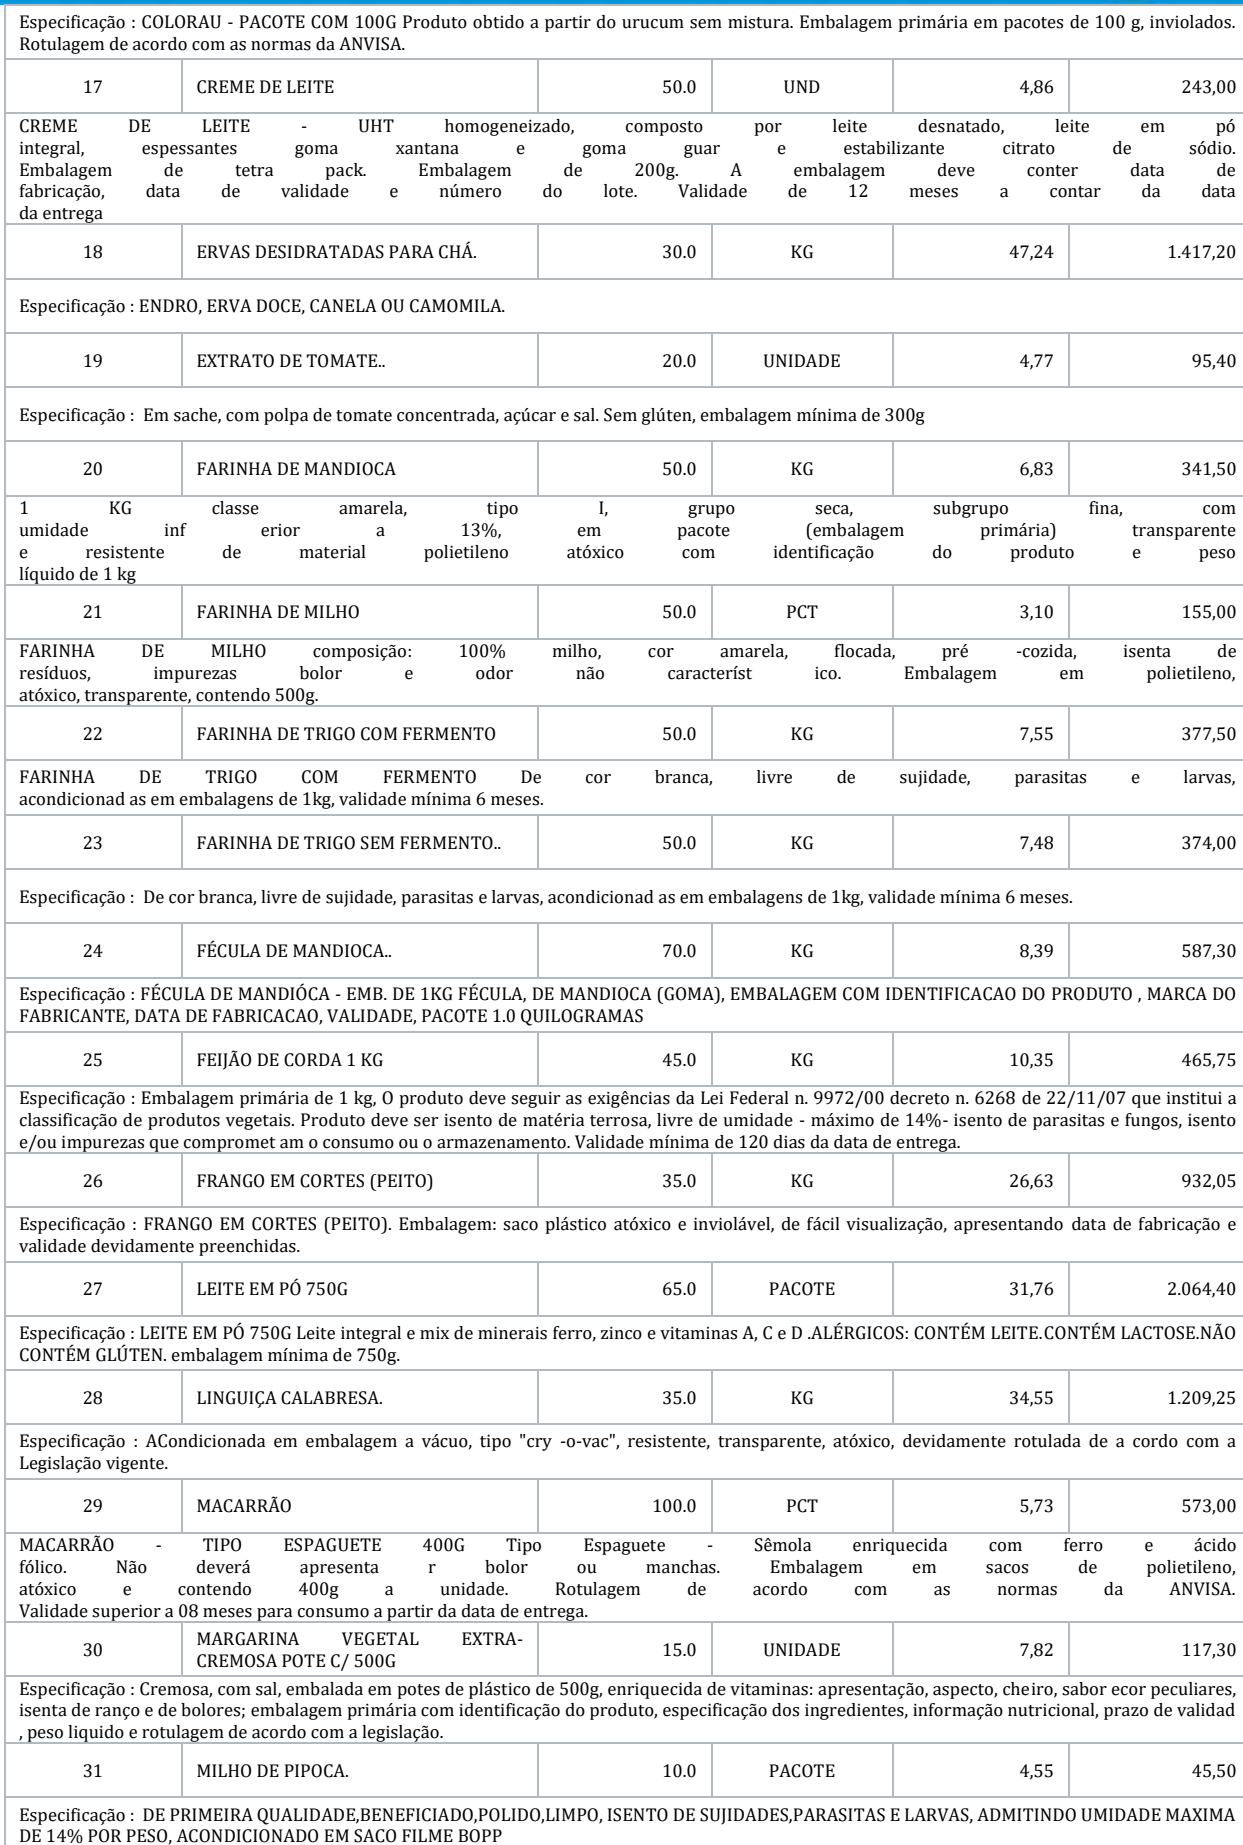 Especificação : COLORAU - PACOTE COM 100G Produto obtido a partir do urucum sem mistura. Embalagem primária em pacotes de 100 g, inviolados.
Rotulagem de acordo com as normas da ANVISA.
17 CREME DE LEITE 50.0 UND 4,86 243,00
CREME DE LEITE - UHT homogeneizado, composto por leite desnatado, leite em pó
integral, espessantes goma xantana e goma guar e estabilizante citrato de sódio.
Embalagem de tetra pack. Embalagem de 200g. A embalagem deve conter data de
fabricação, data de validade e número do lote. Validade de 12 meses a contar da data
da entrega
18 ERVAS DESIDRATADAS PARA CHÁ. 30.0 KG 47,24 1.417,20
Especificação : ENDRO, ERVA DOCE, CANELA OU CAMOMILA.
19 EXTRATO DE TOMATE.. 20.0 UNIDADE 4,77 95,40
Especificação : Em sache, com polpa de tomate concentrada, açúcar e sal. Sem glúten, embalagem mínima de 300g
20 FARINHA DE MANDIOCA 50.0 KG 6,83 341,50
1 KG classe amarela, tipo I, grupo seca, subgrupo fina, com
umidade inf erior a 13%, em pacote (embalagem primária) transparente
e resistente de material polietileno atóxico com identificação do produto e peso
líquido de 1 kg
21 FARINHA DE MILHO 50.0 PCT 3,10 155,00
FARINHA DE MILHO composição: 100% milho, cor amarela, flocada, pré -cozida, isenta de
resíduos, impurezas bolor e odor não característ ico. Embalagem em polietileno,
atóxico, transparente, contendo 500g.
22 FARINHA DE TRIGO COM FERMENTO 50.0 KG 7,55 377,50
FARINHA DE TRIGO COM FERMENTO De cor branca, livre de sujidade, parasitas e larvas,
acondicionad as em embalagens de 1kg, validade mínima 6 meses.
23 FARINHA DE TRIGO SEM FERMENTO.. 50.0 KG 7,48 374,00
Especificação : De cor branca, livre de sujidade, parasitas e larvas, acondicionad as em embalagens de 1kg, validade mínima 6 meses.
24 FÉCULA DE MANDIOCA.. 70.0 KG 8,39 587,30
Especificação : FÉCULA DE MANDIÓCA - EMB. DE 1KG FÉCULA, DE MANDIOCA (GOMA), EMBALAGEM COM IDENTIFICACAO DO PRODUTO , MARCA DO
FABRICANTE, DATA DE FABRICACAO, VALIDADE, PACOTE 1.0 QUILOGRAMAS
25 FEIJÃO DE CORDA 1 KG 45.0 KG 10,35 465,75
Especificação : Embalagem primária de 1 kg, O produto deve seguir as exigências da Lei Federal n. 9972/00 decreto n. 6268 de 22/11/07 que institui a
classificação de produtos vegetais. Produto deve ser isento de matéria terrosa, livre de umidade - máximo de 14%- isento de parasitas e fungos, isento
e/ou impurezas que compromet am o consumo ou o armazenamento. Validade mínima de 120 dias da data de entrega.
26 FRANGO EM CORTES (PEITO) 35.0 KG 26,63 932,05
Especificação : FRANGO EM CORTES (PEITO). Embalagem: saco plástico atóxico e inviolável, de fácil visualização, apresentando data de fabricação e
validade devidamente preenchidas.
27 LEITE EM PÓ 750G 65.0 PACOTE 31,76 2.064,40
Especificação : LEITE EM PÓ 750G Leite integral e mix de minerais ferro, zinco e vitaminas A, C e D .ALÉRGICOS: CONTÉM LEITE.CONTÉM LACTOSE.NÃO
CONTÉM GLÚTEN. embalagem mínima de 750g.
28 LINGUIÇA CALABRESA. 35.0 KG 34,55 1.209,25
Especificação : ACondicionada em embalagem a vácuo, tipo "cry -o-vac", resistente, transparente, atóxico, devidamente rotulada de a cordo com a
Legislação vigente.
29 MACARRÃO 100.0 PCT 5,73 573,00
MACARRÃO - TIPO ESPAGUETE 400G Tipo Espaguete - Sêmola enriquecida com ferro e ácido
fólico. Não deverá apresenta r bolor ou manchas. Embalagem em sacos de polietileno,
atóxico e contendo 400g a unidade. Rotulagem de acordo com as normas da ANVISA.
Validade superior a 08 meses para consumo a partir da data de entrega.
30 MARGARINA VEGETAL EXTRA-
CREMOSA POTE C/ 500G 15.0 UNIDADE 7,82 117,30
Especificação : Cremosa, com sal, embalada em potes de plástico de 500g, enriquecida de vitaminas: apresentação, aspecto, cheiro, sabor ecor peculiares,
isenta de ranço e de bolores; embalagem primária com identificação do produto, especificação dos ingredientes, informação nutricional, prazo de validad
, peso liquido e rotulagem de acordo com a legislação.
31 MILHO DE PIPOCA. 10.0 PACOTE 4,55 45,50
Especificação : DE PRIMEIRA QUALIDADE,BENEFICIADO,POLIDO,LIMPO, ISENTO DE SUJIDADES,PARASITAS E LARVAS, ADMITINDO UMIDADE MAXIMA
DE 14% POR PESO, ACONDICIONADO EM SACO FILME BOPP